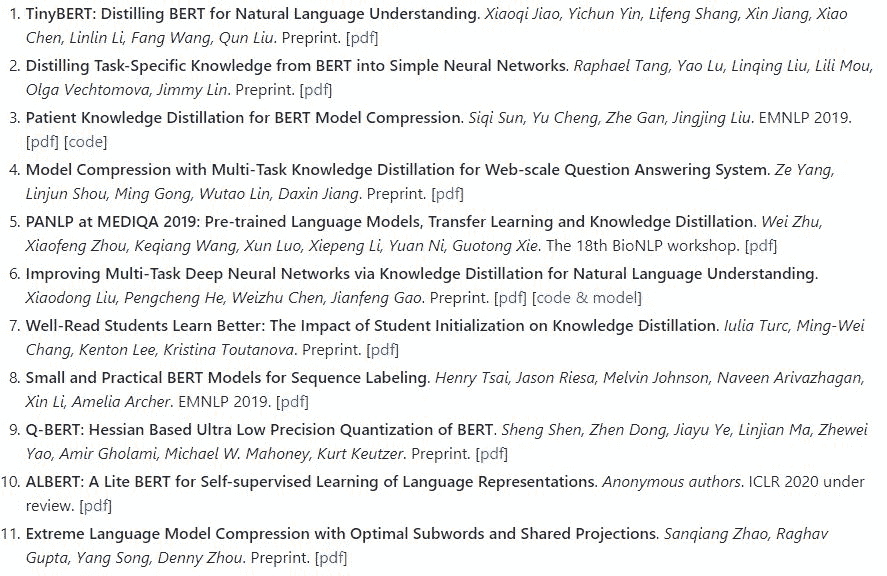 1. TinyBERT: Distilling BERT for Natural Language Understanding. Xiaoqi Jiao, Yichun Yin, Lifeng Shang, Xin Jiang, Xiao
Chen, Linlin Li, Fang Wang, Qun Liu. Preprint. [pdf]
2. Distilling Task-Specific Knowledge from BERT into Simple Neural Networks. Raphael Tang, Yao Lu, Linqing Liu, Lili Mou,
Olga Vechtomova, Jimmy Lin. Preprint. [pdf]
3. Patient Knowledge Distillation for BERT Model Compression. Siqi Sun, Yu Cheng, Zhe Gan, Jingjing Liu. EMNLP 2019.
[pdf] [code]
4. Model Compression with Multi-Task Knowledge Distillation for Web-scale Question Answering System. Ze Yang,
Linjun Shou, Ming Gong, Wutao Lin, Daxin Jiang. Preprint. [pdf]
5. PANLP at MEDIQA 2019: Pre-trained Language Models, Transfer Learning and Knowledge Distillation. Wei Zhu,
Xiaofeng Zhou, Keqiang Wang, Xun Luo, Xiepeng Li, Yuan Ni, Guotong Xie. The 18th BioNLP workshop. [pdf]
6. Improving Multi-Task Deep Neural Networks via Knowledge Distillation for Natural Language Understanding.
Xiaodong Liu, Pengcheng He, Weizhu Chen, Jianfeng Gao. Preprint. [pdf] [code & model]
7. Well-Read Students Learn Better: The Impact of Student Initialization on Knowledge Distillation. Iulia Turc, Ming-Wei
Chang, Kenton Lee, Kristina Toutanova. Preprint. [pdf]
8. Small and Practical BERT Models for Sequence Labeling. Henry Tsai, Jason Riesa, Melvin Johnson, Naveen Arivazhagan,
Xin Li, Amelia Archer. EMNLP 2019. [pdf]
9. Q-BERT: Hessian Based Ultra Low Precision Quantization of BERT. Sheng Shen, Zhen Dong, Jiayu Ye, Linjian Ma, Zhewei
Yao, Amir Gholami, Michael W. Mahoney, Kurt Keutzer. Preprint. [pdf]
10. ALBERT: A Lite BERT for Self-supervised Learning of Language Representations. Anonymous authors. ICLR 2020 under
review. [pdf]
11. Extreme Language Model Compression with Optimal Subwords and Shared Projections. Sanqiang Zhao, Raghav
Gupta, Yang Song, Denny Zhou. Preprint. [pdf]